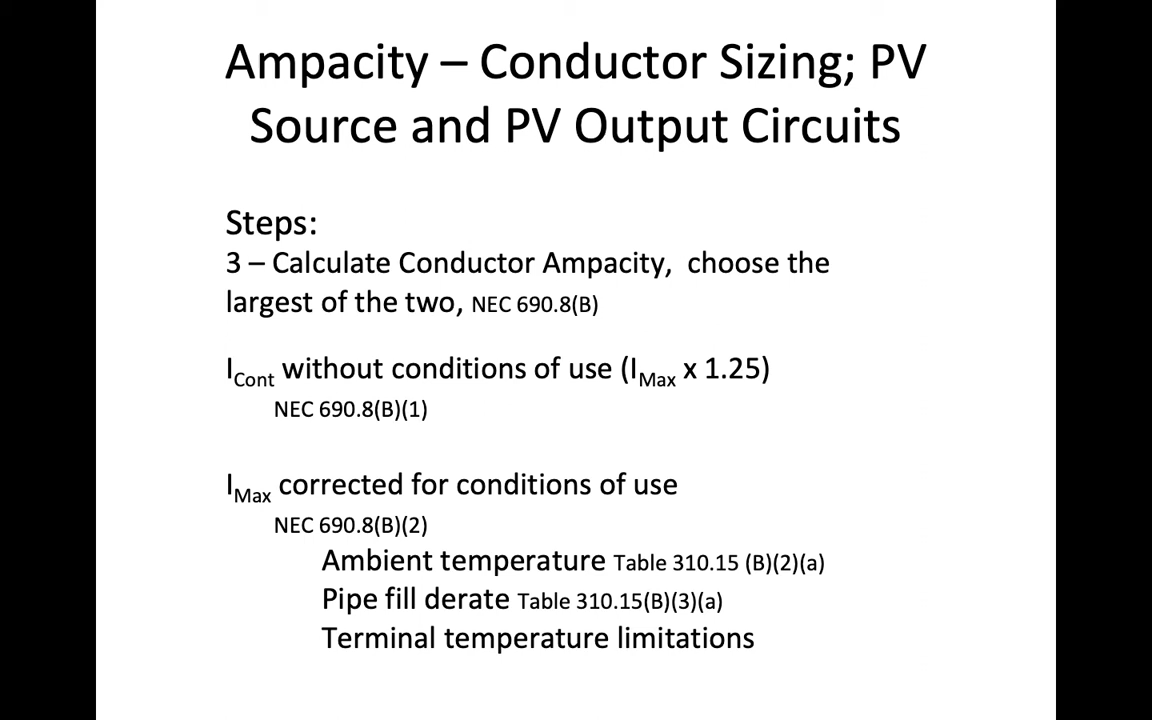 Ampacity – Conductor Sizing; PV
Source and PV Output Circuits
Steps:
3 – Calculate Conductor Ampacity, choose the
largest of the two, NEC 690.8(B)
I_Cont without conditions of use (I_Max x 1.25)
NEC 690.8(B)(1)
I_Max corrected for conditions of use
NEC 690.8(B)(2)
Ambient temperature Table 310.15 (B)(2)(a)
Pipe fill derate Table 310.15(B)(3)(a)
Terminal temperature limitations